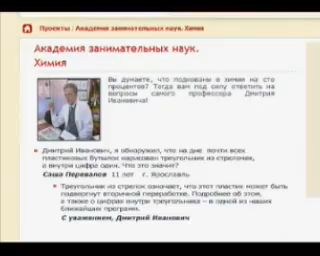 Проекты : Академия занимательных наук. Химия
Академия занимательных наук.
Химия
Вы думаете, что подкованы в химии на сто
процентов? Тогда вам под силу ответить на
вопросы самого профессора Дмитрия
Ивановича!
Дмитрий Иванович, я обнаружил, что на дне почти всех
пластиковых бутылок нарисован треугольник из стрелочек,
а внутри цифра один. Что это значит?
Саша Перевалов 11 лет г. Ярославль
Треугольник из стрелок означает, что этот пластик может быть
подвергнут вторичной переработке. Подробнее об этом,
а также о цифрах внутри треугольника – в одной из наших
ближайших программ.
С уважением, Дмитрий Иванович